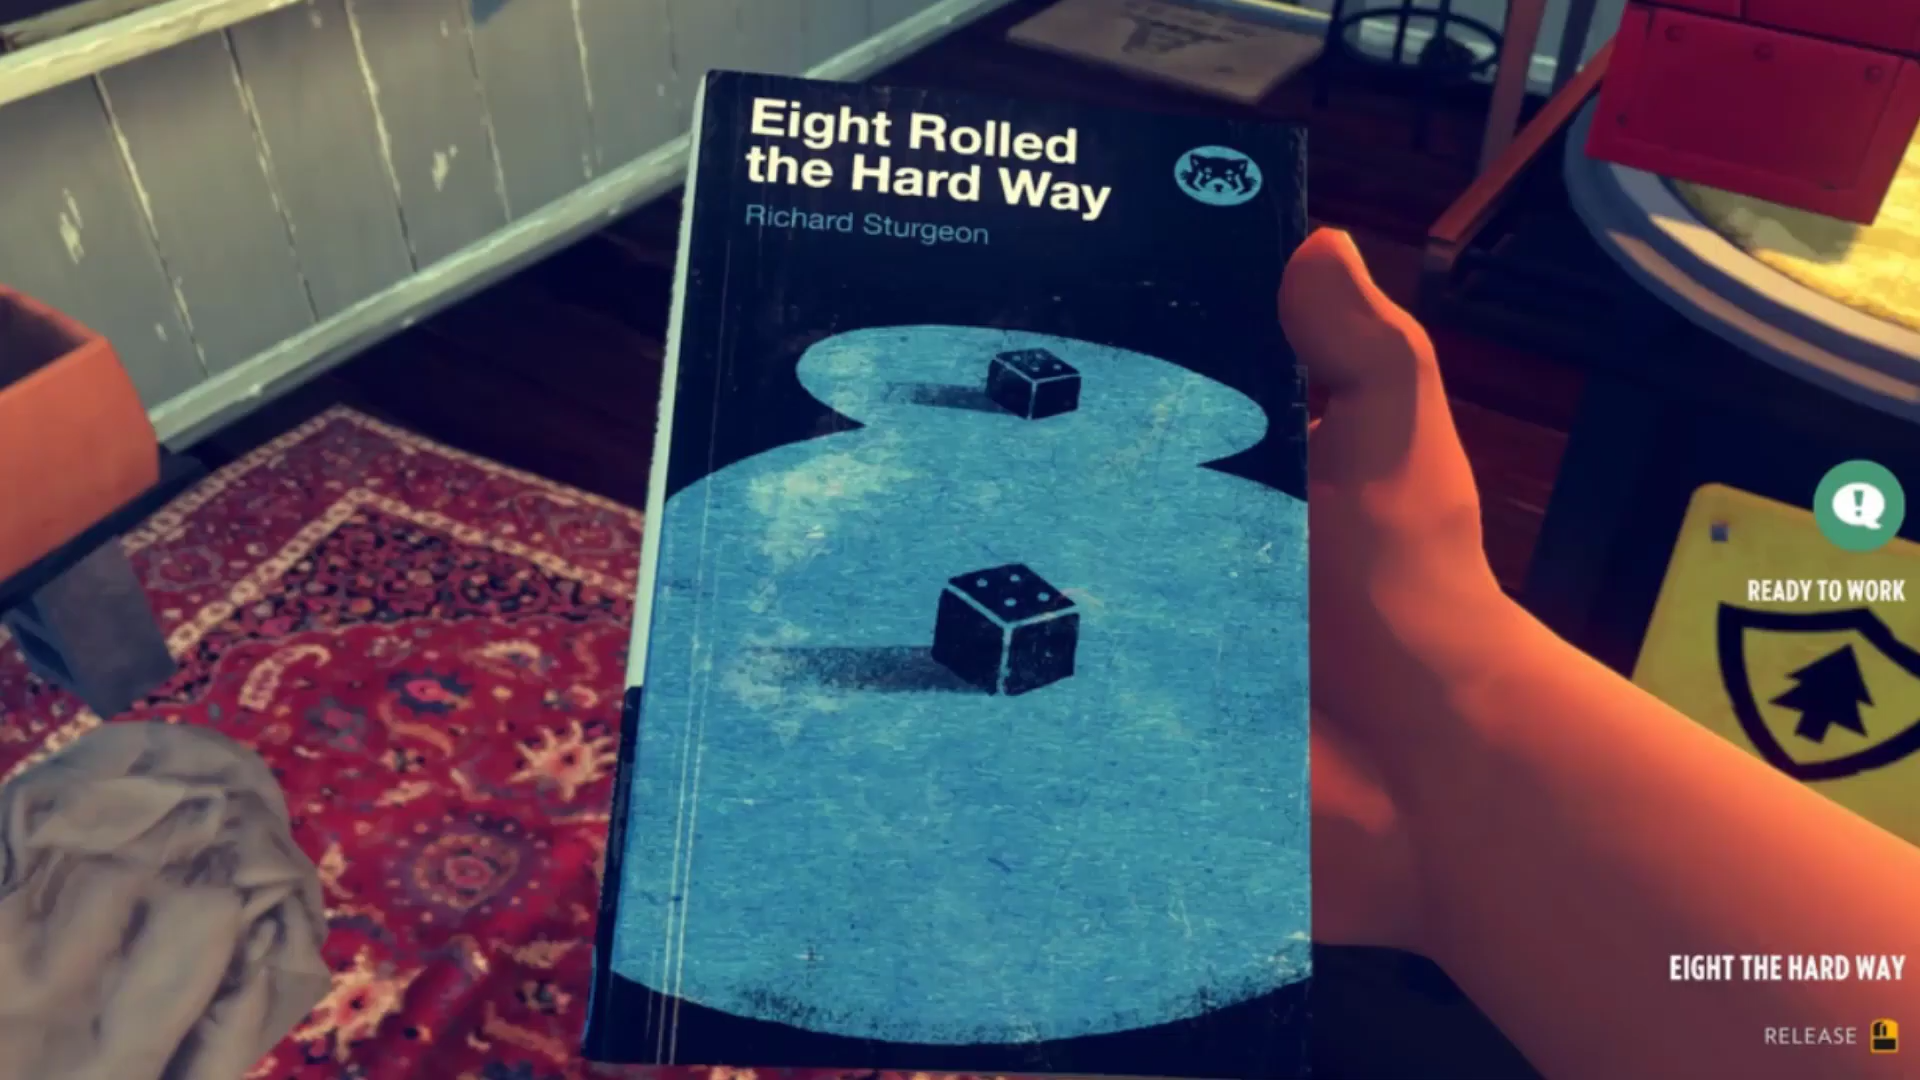 Eight Rolled
the Hard Way
Richard Sturgeon
READY TO WORK
EIGHT THE HARD WAY
RELEASE